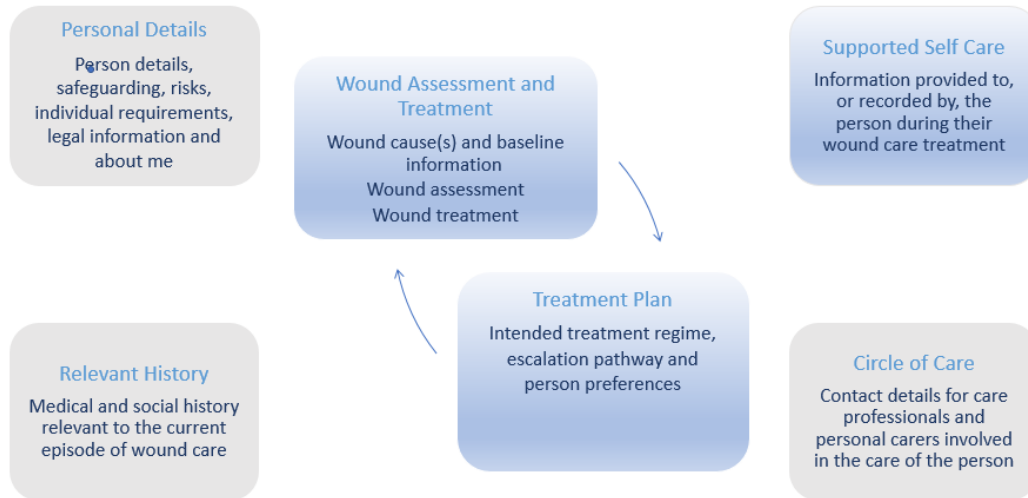 Personal Details
Person details,
safeguarding, risks,
individual requirements,
legal information and
about me
Wound Assessment and
Treatment
Wound cause(s) and baseline
information
Wound assessment
Wound treatment
Supported Self Care
Information provided to,
or recorded by, the
person during their
wound care treatment
Relevant History
Medical and social history
relevant to the current
episode of wound care
Treatment Plan
Intended treatment regime,
escalation pathway and
person preferences
Circle of Care
Contact details for care
professionals and
personal carers involved
in the care of the person